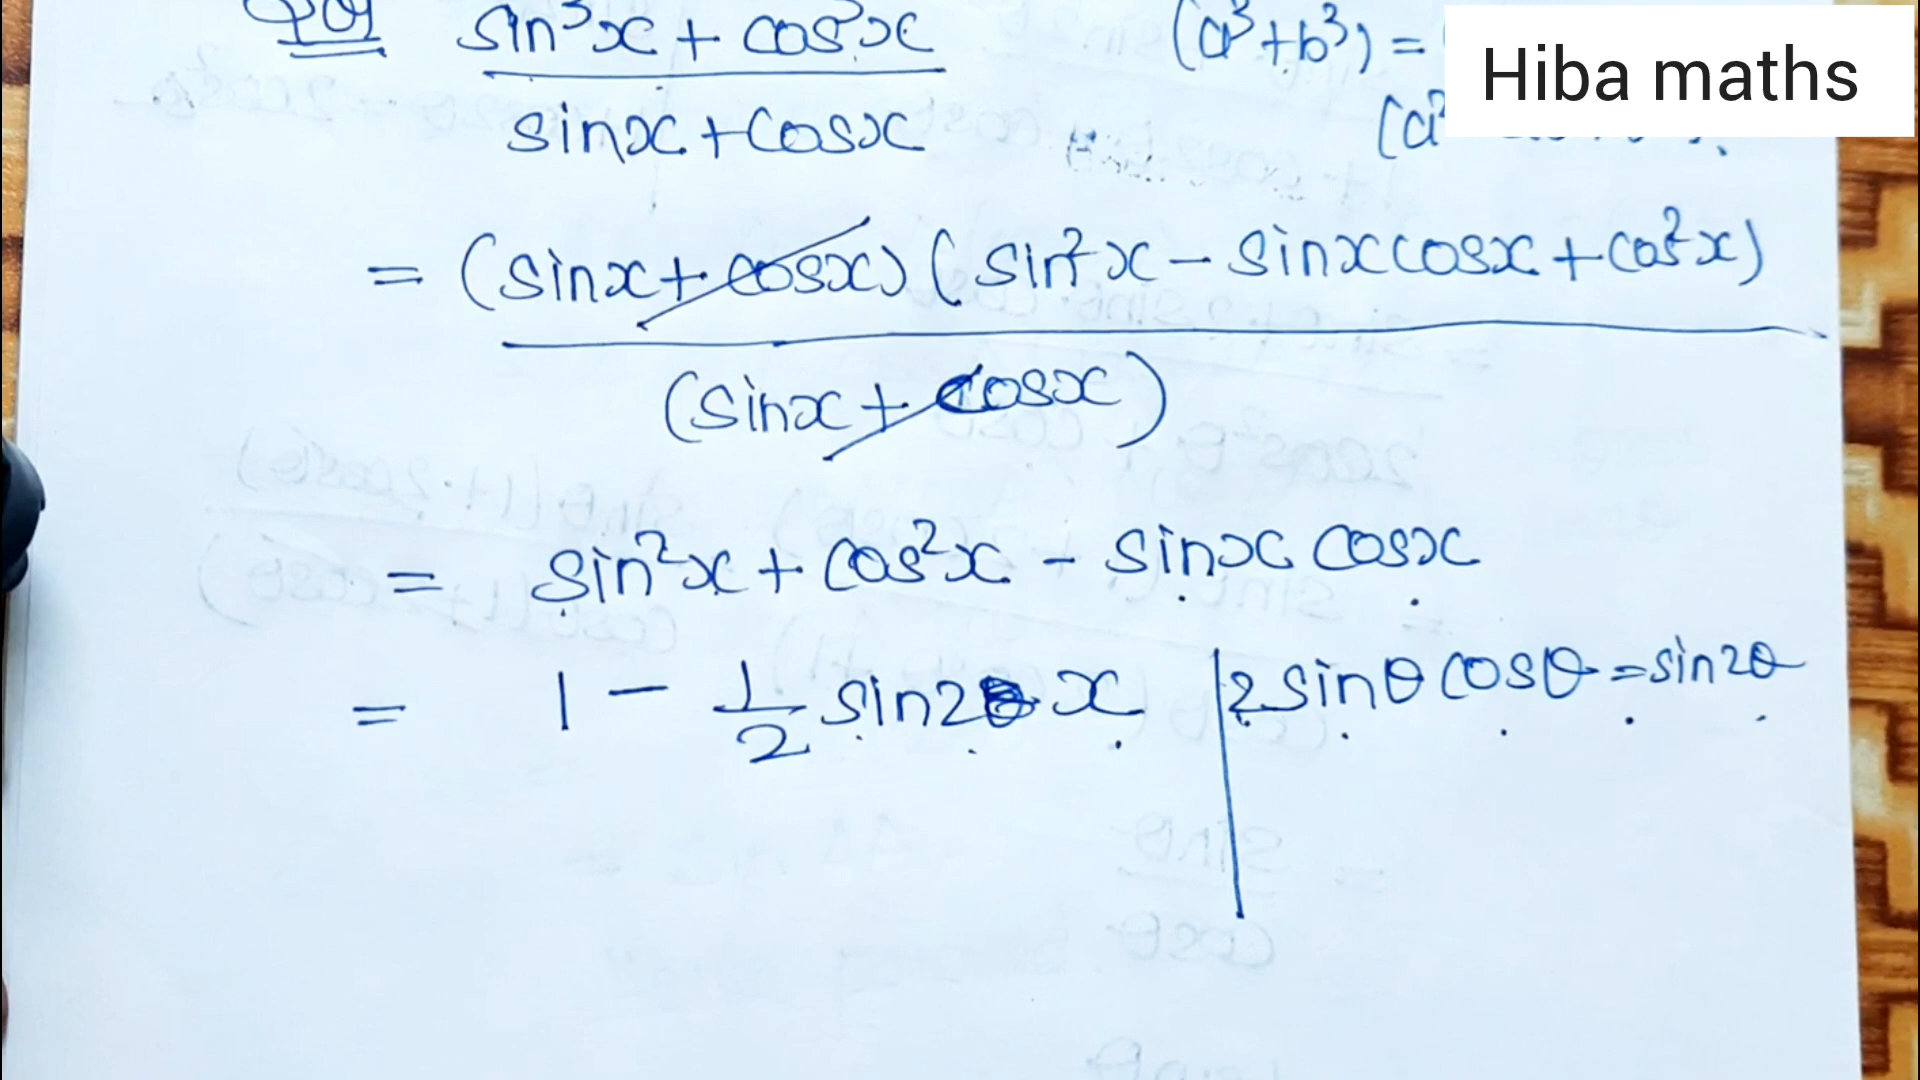 sin³x + cos³x (a³+b³) =
Hiba maths
sinx + cosx (a²
= (sinx + cosx) (sin²x - sinx cosx + cos²x)
(sinx + cosx)
= sin²x + cos²x - sinx cosx
= 1 - 1/2 sin2x | 2sinθ cosθ = sin2θ